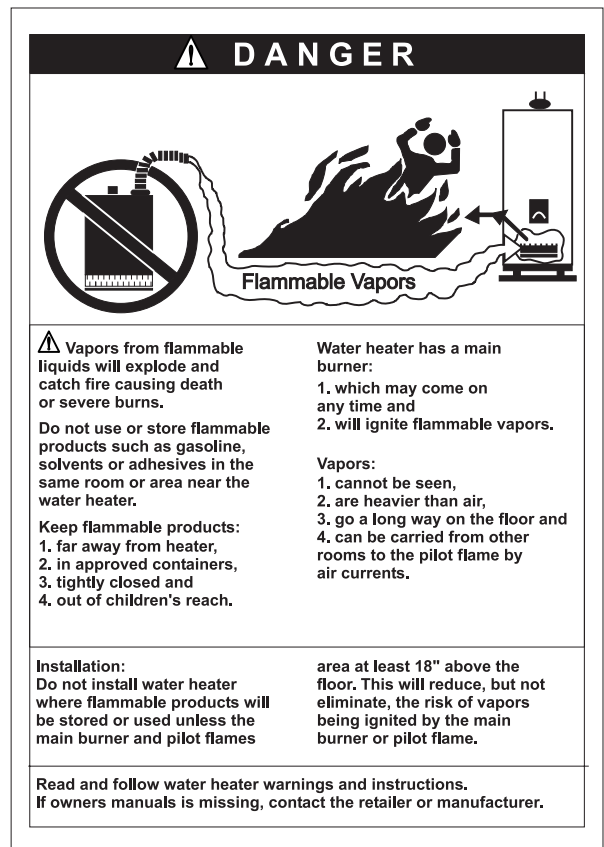 DANGER
Flammable Vapors
Vapors from flammable
liquids will explode and
catch fire causing death
or severe burns.
Do not use or store flammable
products such as gasoline,
solvents or adhesives in the
same room or area near the
water heater.
Keep flammable products:
1. far away from heater,
2. in approved containers,
3. tightly closed and
4. out of children's reach.
Water heater has a main
burner:
1. which may come on
any time and
2. will ignite flammable vapors.
Vapors:
1. cannot be seen,
2. are heavier than air,
3. go a long way on the floor and
4. can be carried from other
rooms to the pilot flame by
air currents.
Installation:
Do not install water heater
where flammable products will
be stored or used unless the
main burner and pilot flames
area at least 18" above the
floor. This will reduce, but not
eliminate, the risk of vapors
being ignited by the main
burner or pilot flame.
Read and follow water heater warnings and instructions.
If owners manuals is missing, contact the retailer or manufacturer.